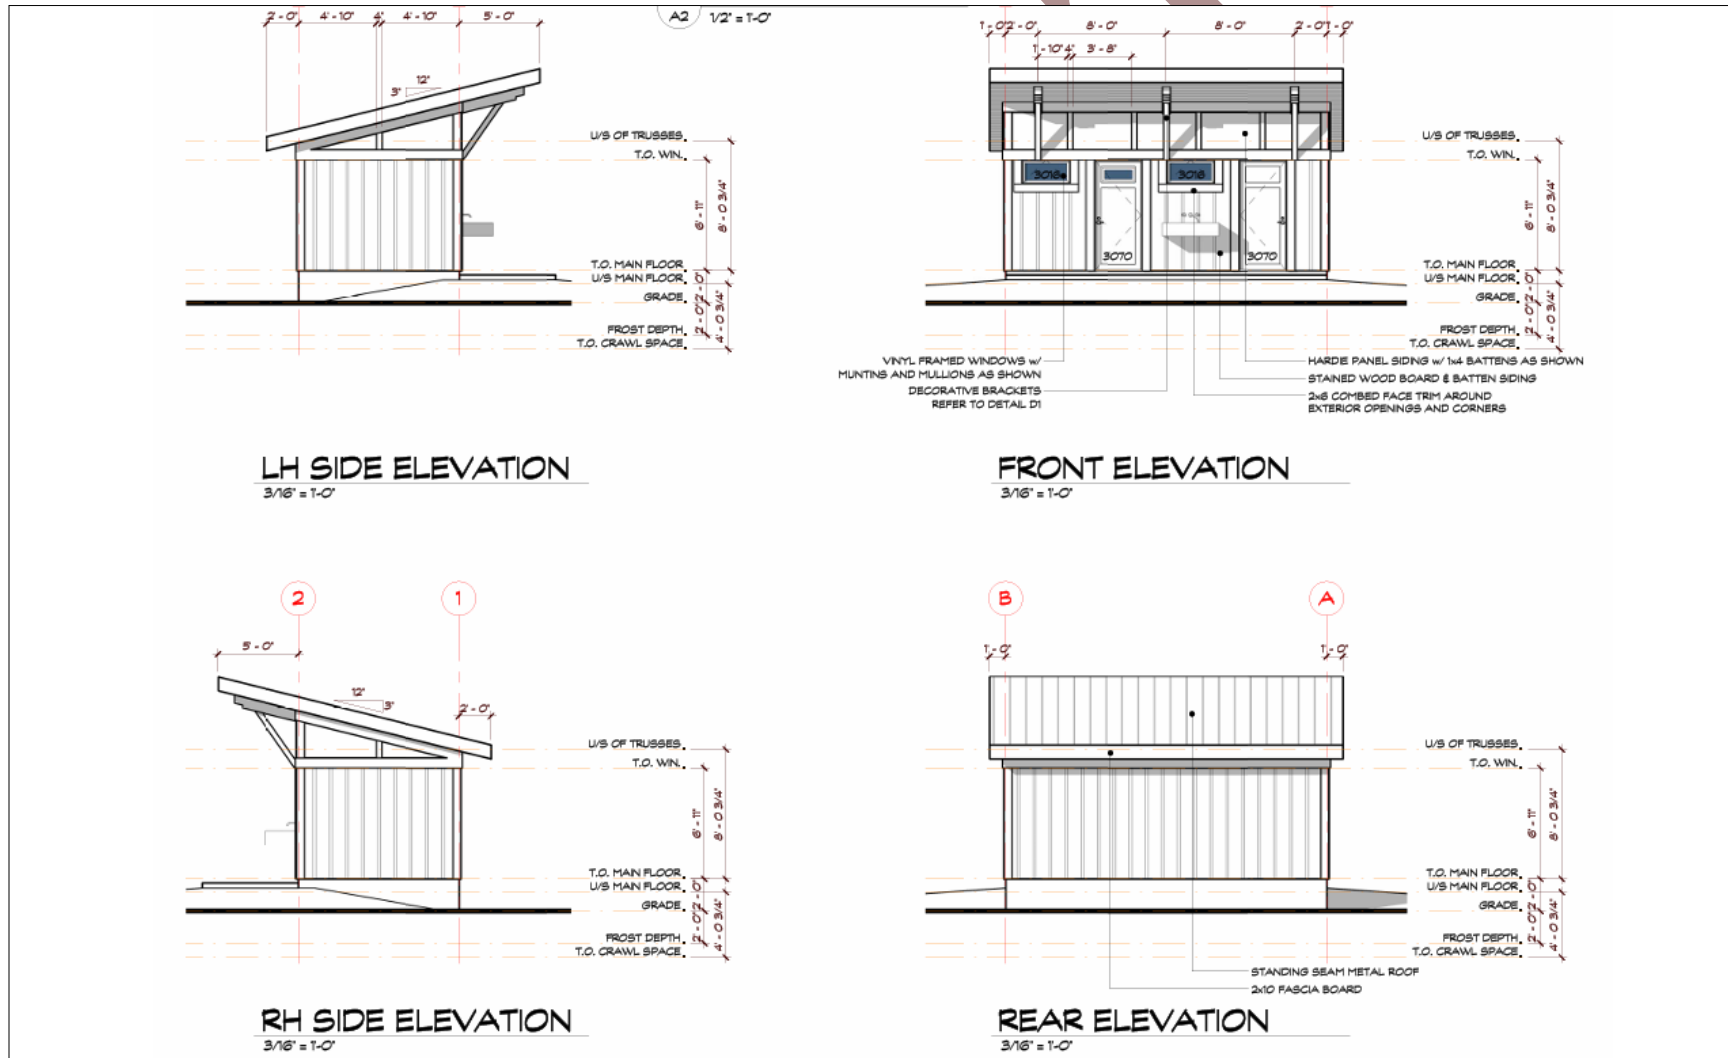 A2 1/2" = 1'-0"
2'-0" 4'-10" 4" 4'-10" 5'-0"
12"
3"
U/S OF TRUSSES
T.O. WIN.
6'-11"
8'-0 3/4"
T.O. MAIN FLOOR
U/S MAIN FLOOR
GRADE
2'-0"
FROST DEPTH
2'-0"
T.O. CRAWL SPACE
4'-0 3/4"
LH SIDE ELEVATION
3/16" = 1'-0"
1'-0" 2'-0" 8'-0" 8'-0" 2'-0" 1'-0"
1'-10" 4" 3'-8"
3016
3016
3070
3070
U/S OF TRUSSES
T.O. WIN.
6'-11"
8'-0 3/4"
T.O. MAIN FLOOR
U/S MAIN FLOOR
GRADE
2'-0"
FROST DEPTH
2'-0"
T.O. CRAWL SPACE
4'-0 3/4"
VINYL FRAMED WINDOWS w/
MUNTINS AND MULLIONS AS SHOWN
DECORATIVE BRACKETS
REFER TO DETAIL D1
HARDIE PANEL SIDING w/ 1x4 BATTENS AS SHOWN
STAINED WOOD BOARD & BATTEN SIDING
2x6 COMBED FACE TRIM AROUND
EXTERIOR OPENINGS AND CORNERS
FRONT ELEVATION
3/16" = 1'-0"
2 1
5'-0"
12"
3"
2'-0"
U/S OF TRUSSES
T.O. WIN.
6'-11"
8'-0 3/4"
T.O. MAIN FLOOR
U/S MAIN FLOOR
GRADE
2'-0"
FROST DEPTH
2'-0"
T.O. CRAWL SPACE
4'-0 3/4"
RH SIDE ELEVATION
3/16" = 1'-0"
B A
1'-0" 1'-0"
U/S OF TRUSSES
T.O. WIN.
6'-11"
8'-0 3/4"
T.O. MAIN FLOOR
U/S MAIN FLOOR
GRADE
2'-0"
FROST DEPTH
2'-0"
T.O. CRAWL SPACE
4'-0 3/4"
STANDING SEAM METAL ROOF
2x10 FASCIA BOARD
REAR ELEVATION
3/16" = 1'-0"